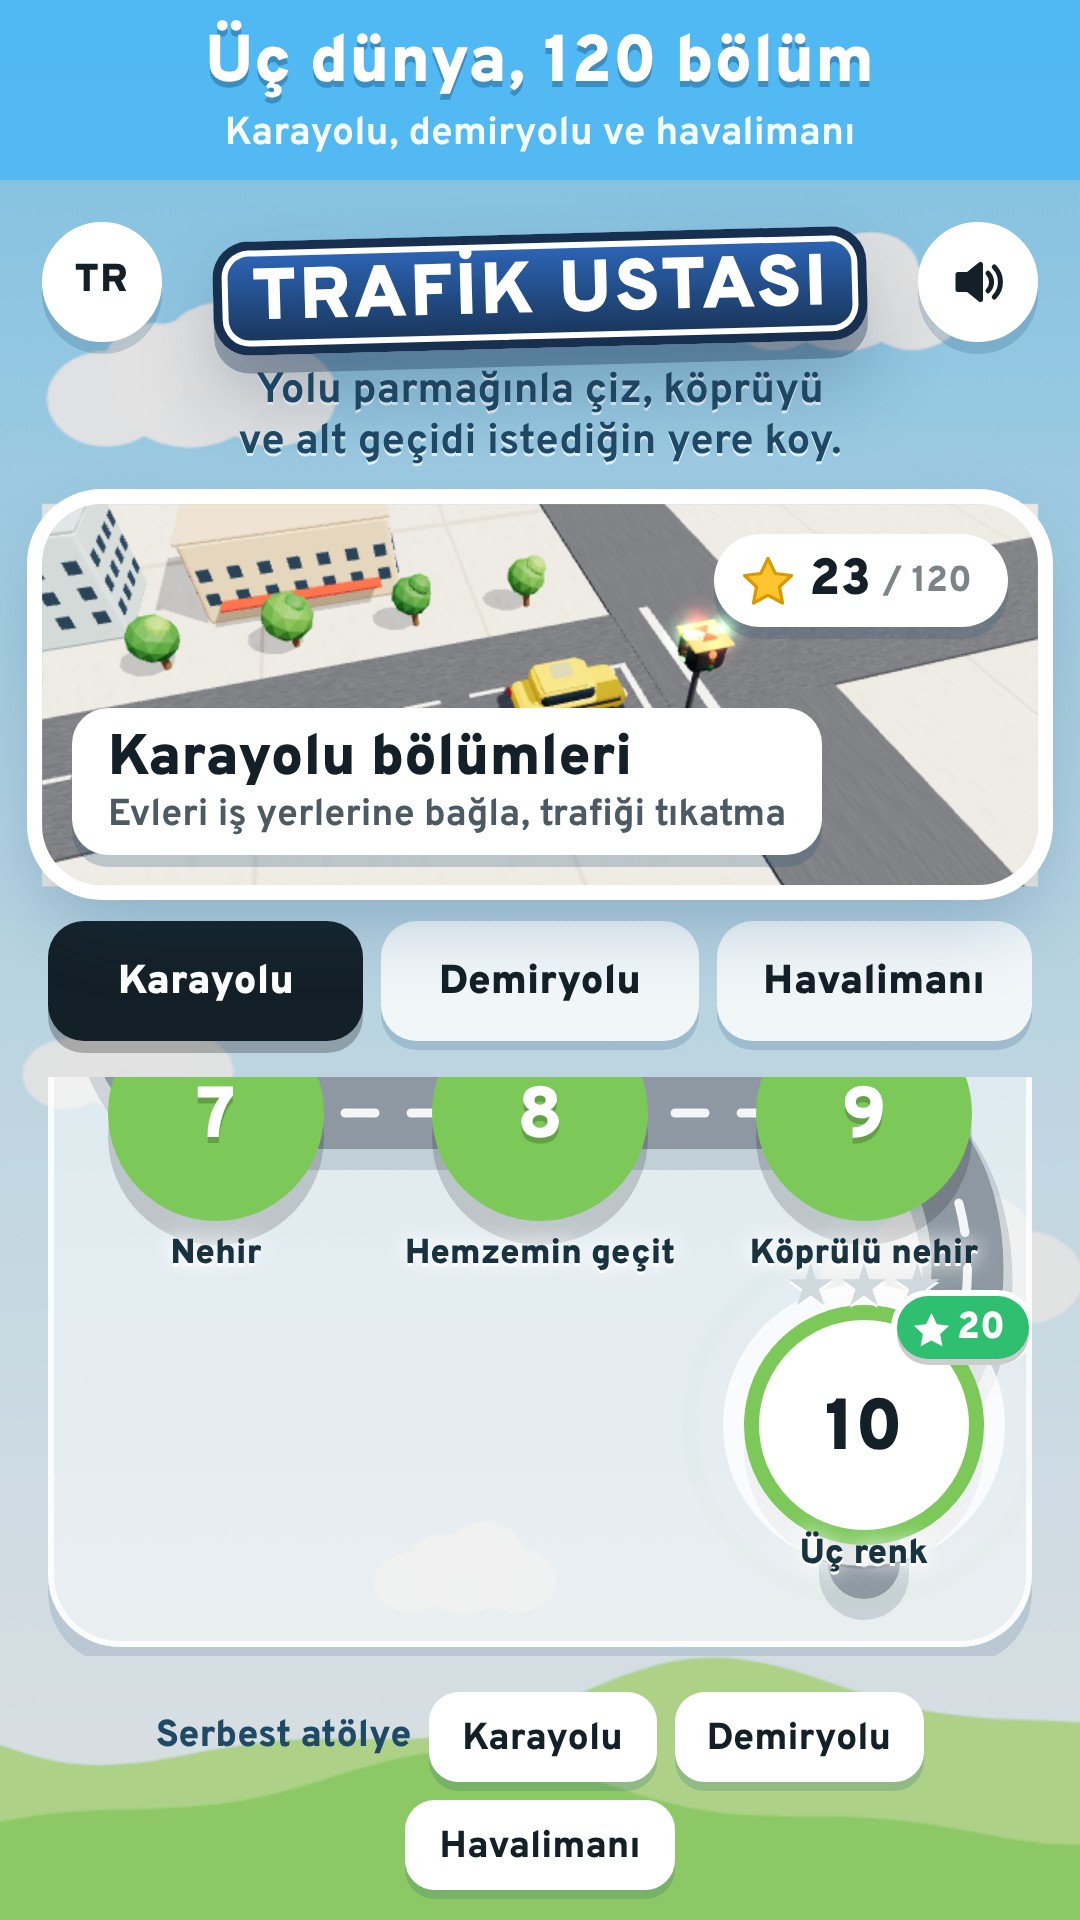 Üç dünya, 120 bölüm
Karayolu, demiryolu ve havalimanı
TR
TRAFİK USTASI
Yolu parmağınla çiz, köprüyü
ve alt geçidi istediğin yere koy.
23 / 120
Karayolu bölümleri
Evleri iş yerlerine bağla, trafiği tıkatma
Karayolu
Demiryolu
Havalimanı
7
8
9
Nehir
Hemzemin geçit
Köprülü nehir
20
10
Üç renk
Serbest atölye
Karayolu
Demiryolu
Havalimanı